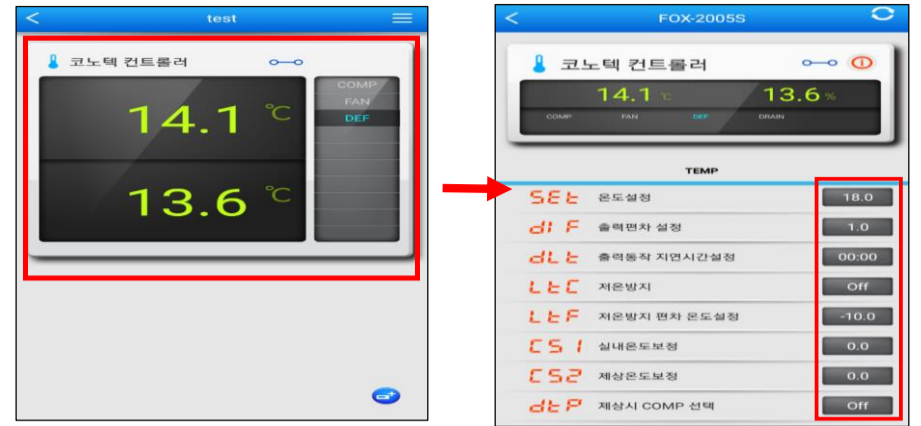 test
코노텍 컨트롤러
14.1 ℃
13.6 ℃
COMP
FAN
DEF
FOX-2005S
코노텍 컨트롤러
14.1 ℃ 13.6 %
COMP FAN DEF DRAIN
TEMP
SEt 온도설정 18.0
dIF 출력편차 설정 1.0
dLt 출력동작 지연시간설정 00:00
LtC 저온방지 Off
LtF 저온방지 편차 온도설정 -10.0
CS1 실내온도보정 0.0
CS2 제상온도보정 0.0
dtP 제상시 COMP 선택 Off